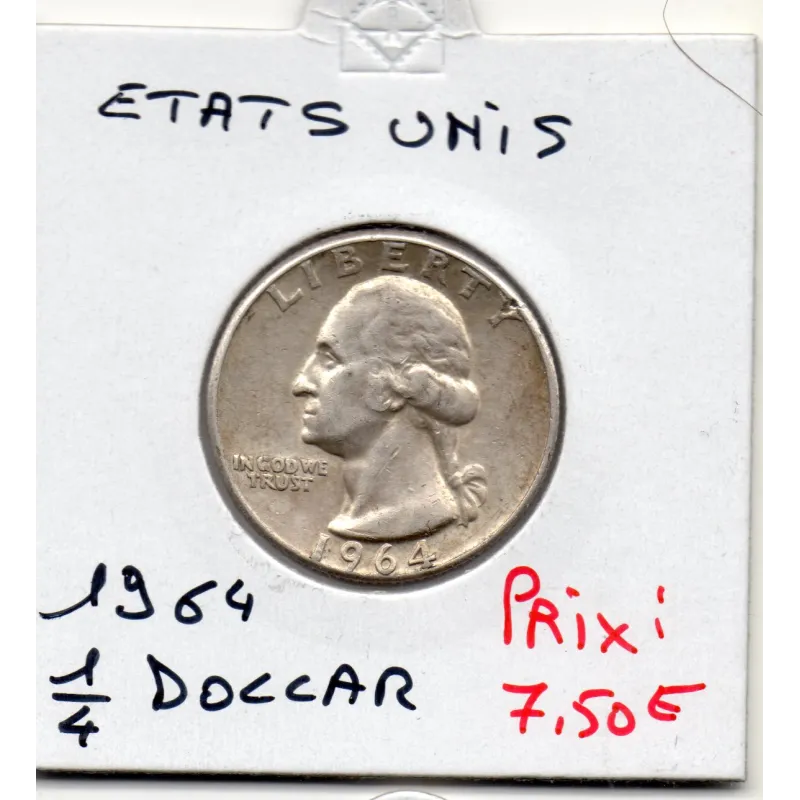 ETATS UNIS
LIBERTY
IN GOD WE
TRUST
1964
1964
1/4 DOLLAR
PRIX:
7,50€